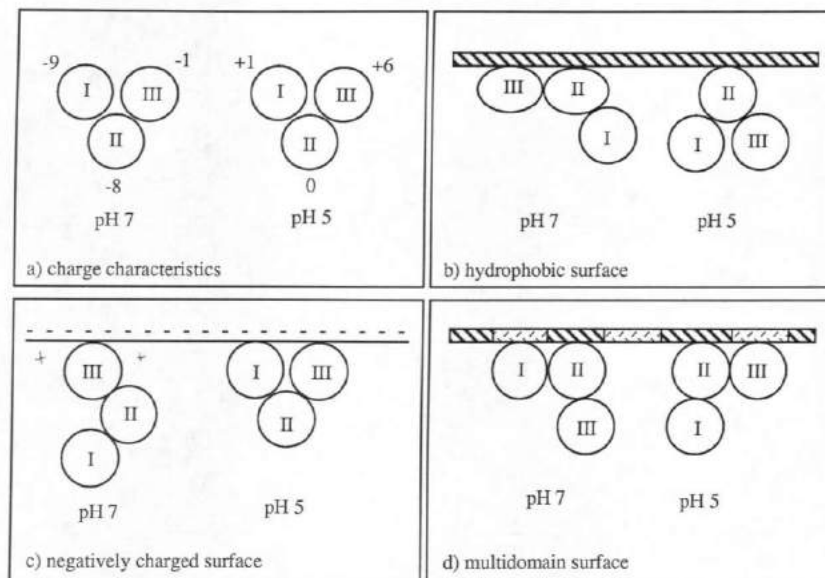 -9 -1 +1 +6
I III I III
II II
-8 0
pH 7 pH 5
a) charge characteristics
III II II
I I III
pH 7 pH 5
b) hydrophobic surface
- - - - - - - - - - - - - - - - - - - - - -
+ +
III I III
II II
I
pH 7 pH 5
c) negatively charged surface
I II II III
III I
pH 7 pH 5
d) multidomain surface